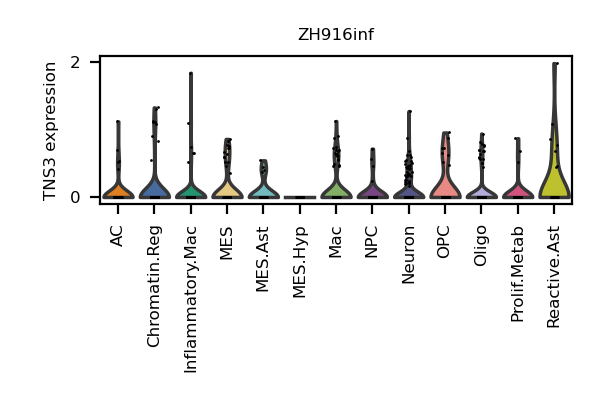 ZH916inf
TNS3 expression
2
0
AC
Chromatin.Reg
Inflammatory.Mac
MES
MES.Ast
MES.Hyp
Mac
NPC
Neuron
OPC
Oligo
Prolif.Metab
Reactive.Ast